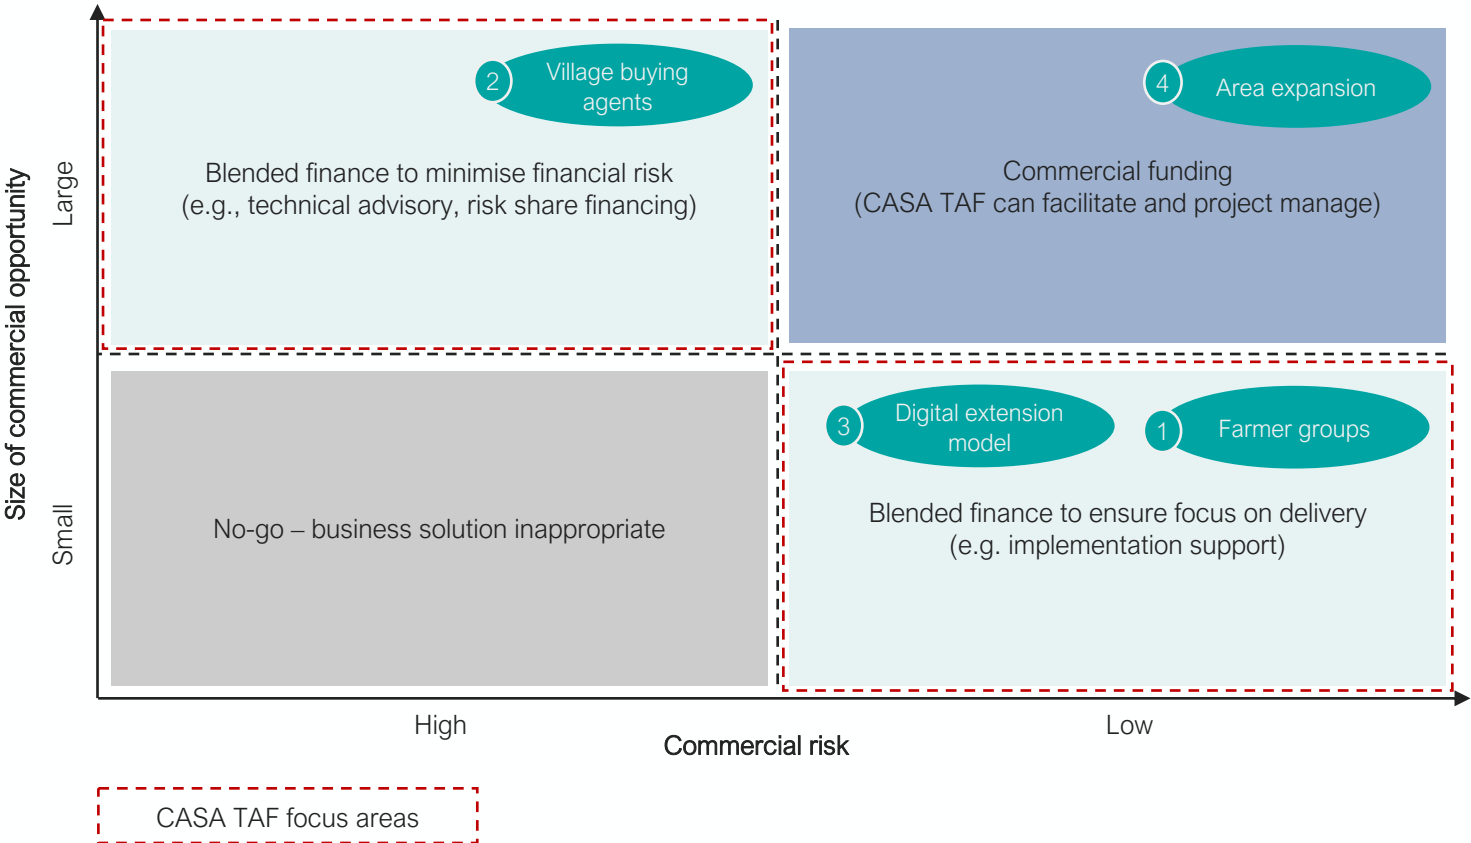 Size of commercial opportunity
Large
Small
2
Village buying
agents
Blended finance to minimise financial risk
(e.g., technical advisory, risk share financing)
4
Area expansion
Commercial funding
(CASA TAF can facilitate and project manage)
No-go – business solution inappropriate
3
Digital extension
model
1
Farmer groups
Blended finance to ensure focus on delivery
(e.g. implementation support)
High
Low
Commercial risk
CASA TAF focus areas